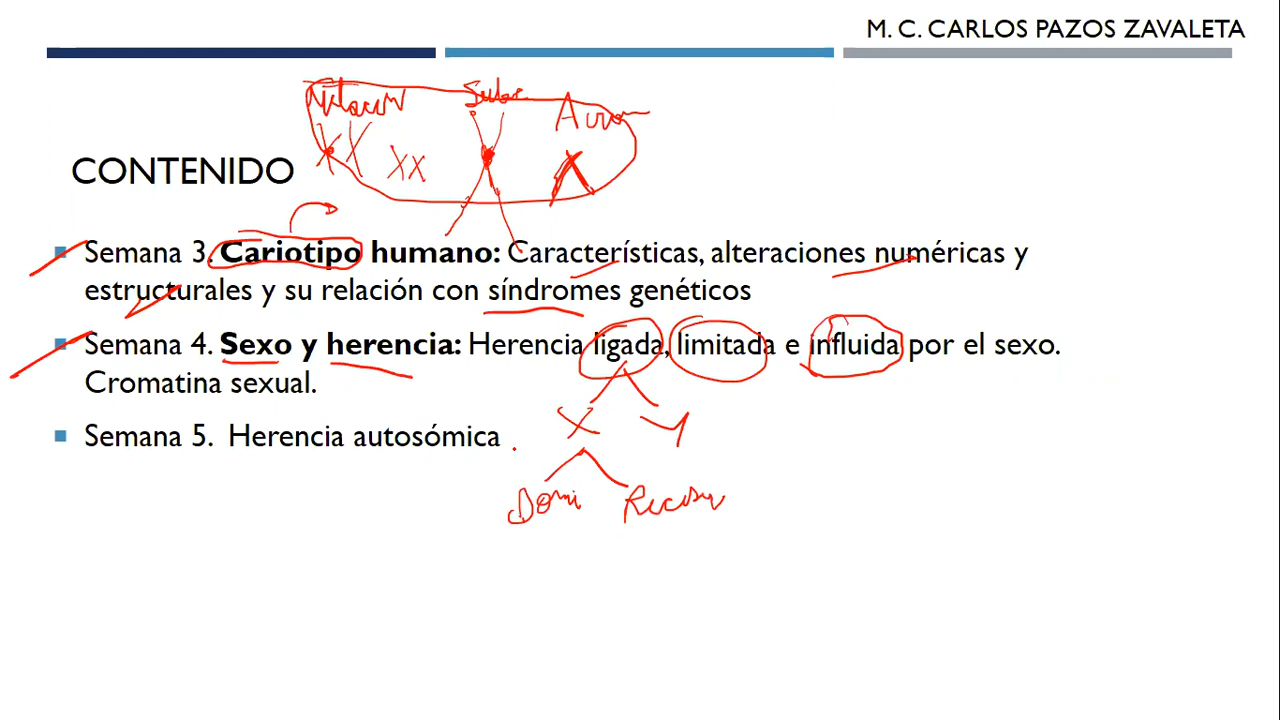 M. C. CARLOS PAZOS ZAVALETA
CONTENIDO
Semana 3. Cariotipo humano: Características, alteraciones numéricas y
estructurales y su relación con síndromes genéticos
Semana 4. Sexo y herencia: Herencia ligada, limitada e influida por el sexo.
Cromatina sexual.
X Y
Semana 5. Herencia autosómica
Domi